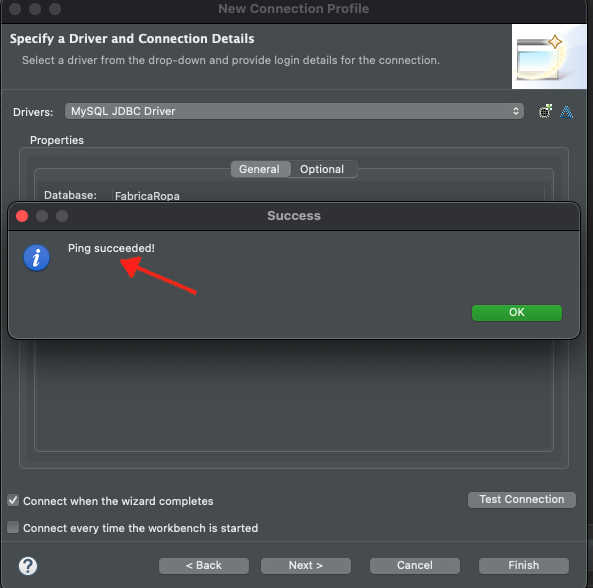 New Connection Profile
Specify a Driver and Connection Details
Select a driver from the drop-down and provide login details for the connection.
Drivers: MySQL JDBC Driver
Properties
General Optional
Database: FabricaRopa
Success
Ping succeeded!
OK
Connect when the wizard completes
Test Connection
Connect every time the workbench is started
? < Back Next > Cancel Finish